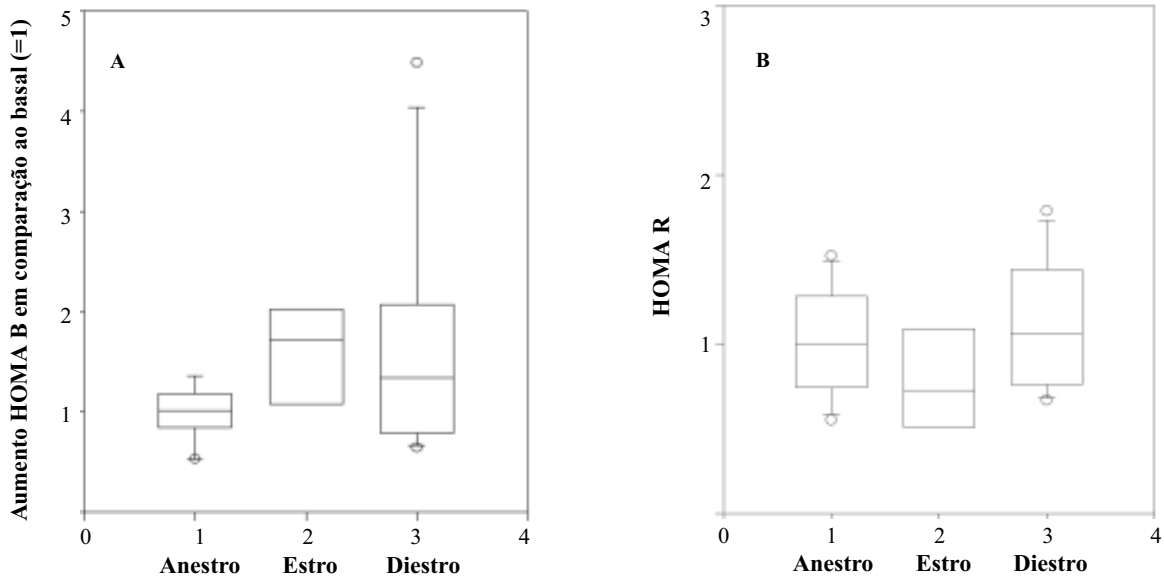 Aumento HOMA B em comparação ao basal (=1)
5
4
3
2
1
A
0 1 2 3 4
Anestro Estro Diestro
HOMA R
3
2
1
B
0 1 2 3 4
Anestro Estro Diestro